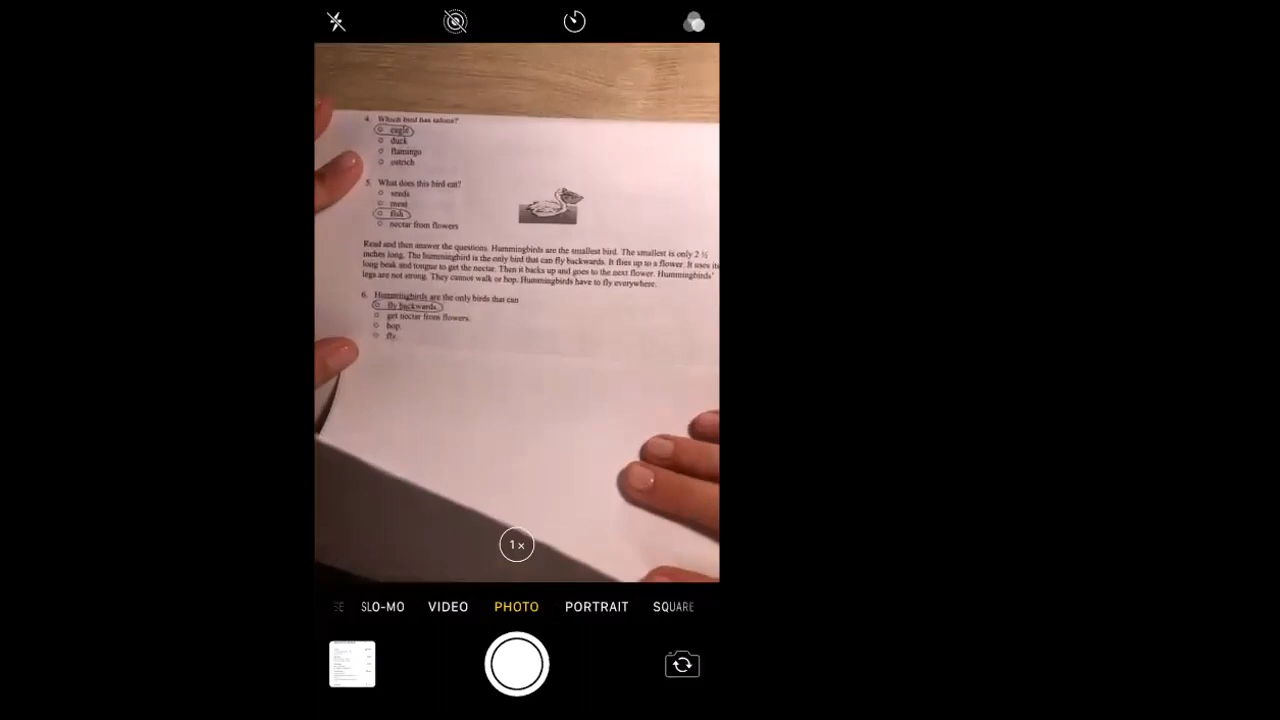 4. Which bird has talons?
eagle
duck
flamingo
ostrich
5. What does this bird eat?
seeds
meat
fish
nectar from flowers
Read and then answer the questions. Hummingbirds are the smallest bird. The smallest is only 2 ½
inches long. The hummingbird is the only bird that can fly backwards. It flies up to a flower. It uses its
long beak and tongue to get the nectar. Then it backs up and goes to the next flower. Hummingbirds'
legs are not strong. They cannot walk or hop. Hummingbirds have to fly everywhere.
6. Hummingbirds are the only birds that can
fly backwards.
get nectar from flowers.
hop.
fly.
1×
SLO-MO VIDEO PHOTO PORTRAIT SQUARE